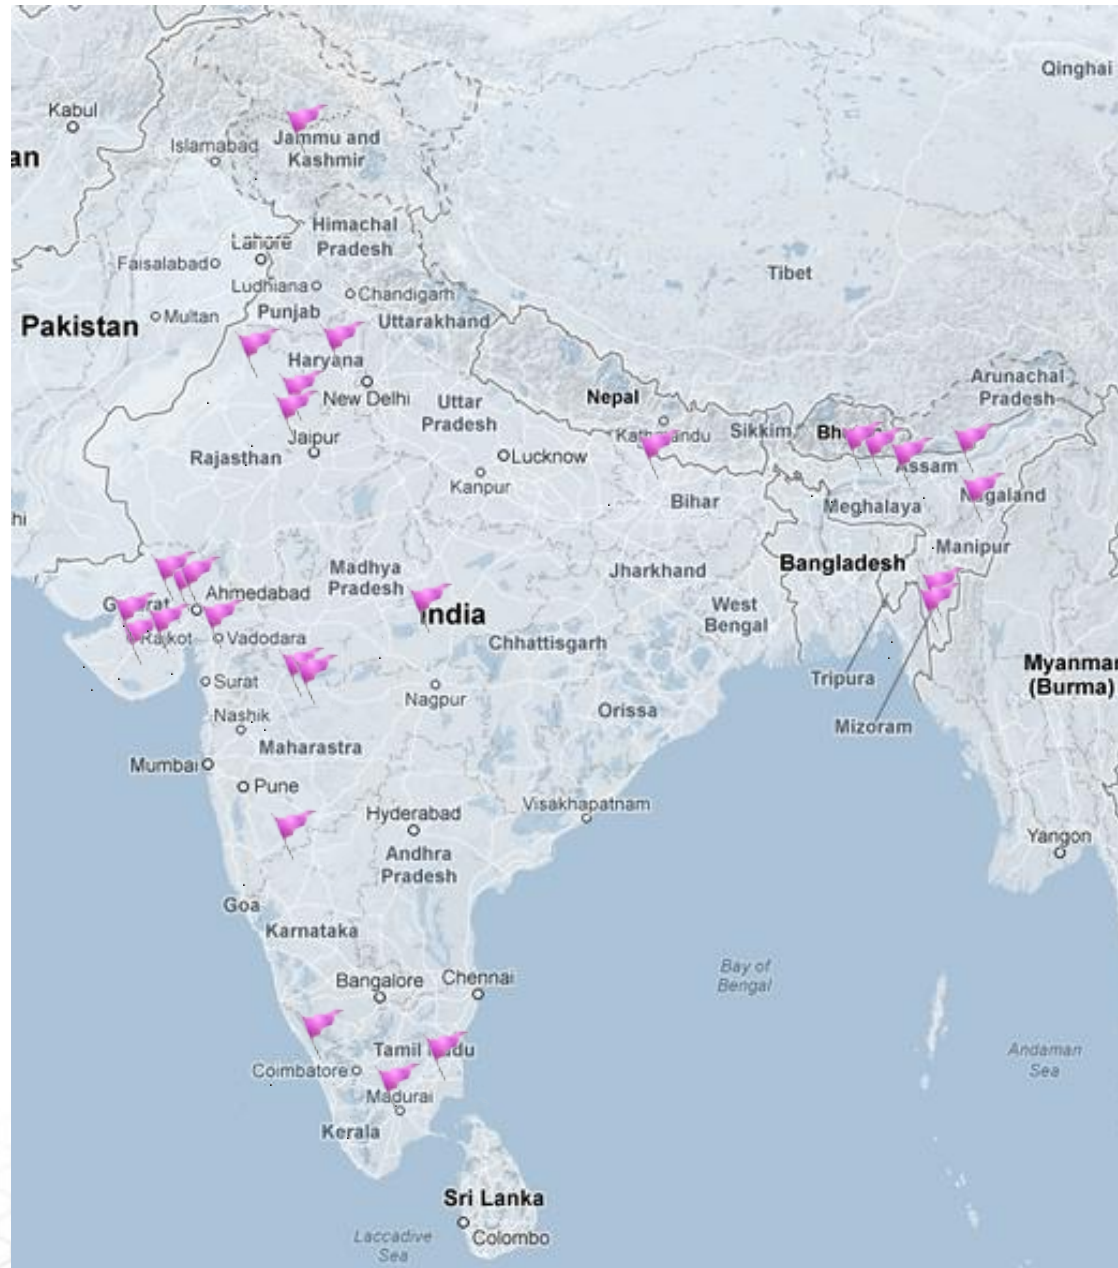 Qinghai
Kabul
an
Islamabad
Jammu and
Kashmir
Himachal
Pradesh
Lahore
Faisalabad
Tibet
Ludhiana
Chandigarh
Multan
Punjab
Uttarakhand
Pakistan
Haryana
Arunachal
Pradesh
New Delhi
Nepal
Uttar
Pradesh
Jaipur
Sikkim
Rajasthan
Lucknow
Assam
Kanpur
Bihar
Meghalaya
hi
Manipur
Madhya
Pradesh
Jharkhand
Bangladesh
Ahmedabad
India
West
Bengal
Rajkot
Vadodara
Chhattisgarh
Myanmar
(Burma)
Surat
Nagpur
Tripura
Nashik
Orissa
Mizoram
Maharastra
Mumbai
Pune
Visakhapatnam
Hyderabad
Yangon
Andhra
Pradesh
Goa
Karnataka
Bangalore
Chennai
Bay of
Bengal
Andaman
Sea
Coimbatore
Madurai
Kerala
Sri Lanka
Colombo
Laccadive
Sea